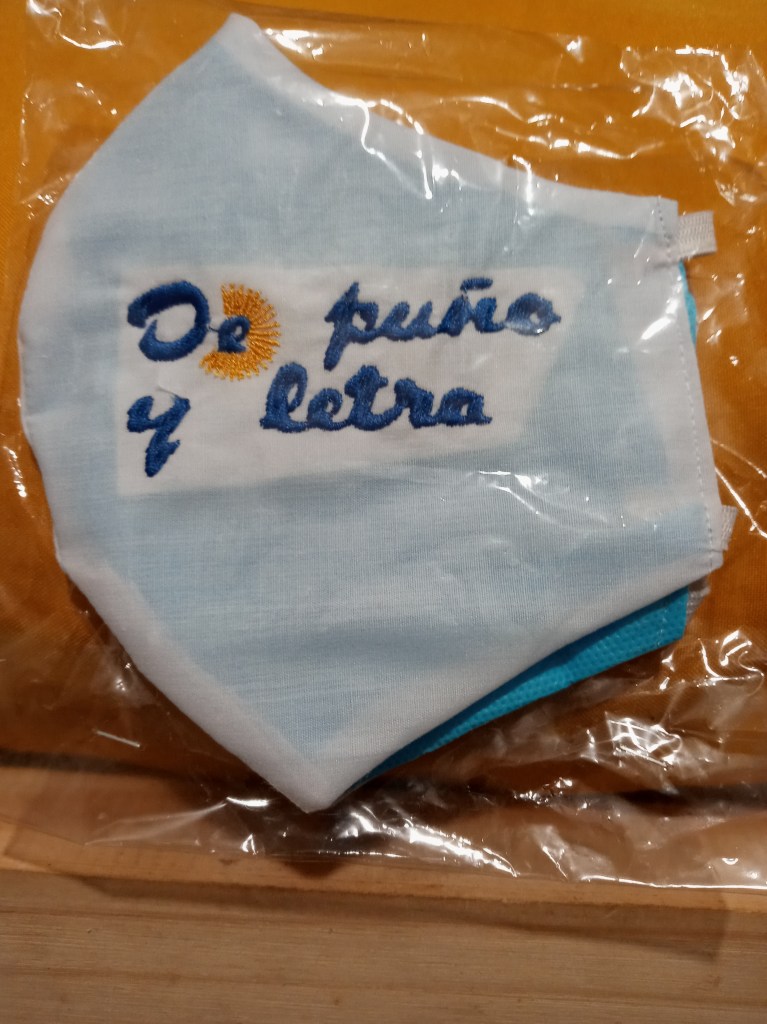 De puño
y letra